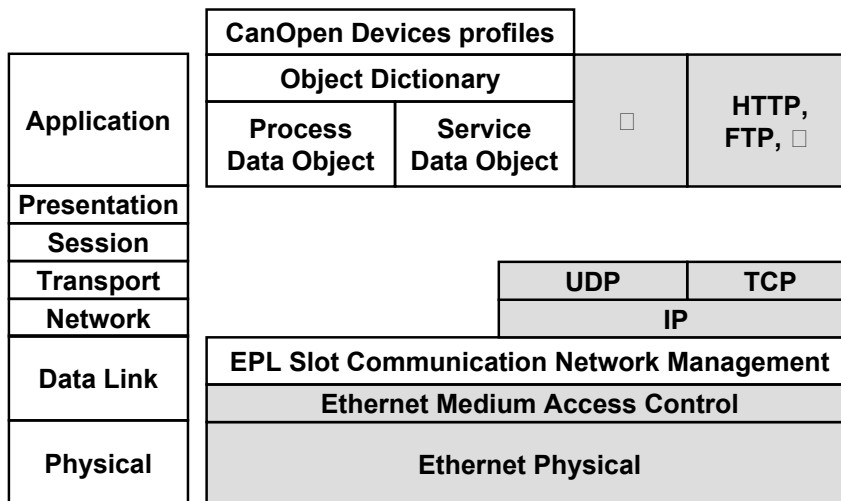 CanOpen Devices profiles
Application
Object Dictionary
Process
Data Object
Service
Data Object
□
HTTP,
FTP, □
Presentation
Session
Transport
UDP
TCP
Network
IP
Data Link
EPL Slot Communication Network Management
Ethernet Medium Access Control
Physical
Ethernet Physical